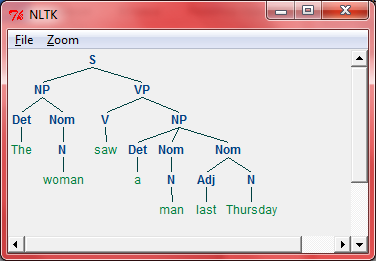 NLTK
File Zoom
S
NP VP
Det Nom V NP
The N saw Det Nom Nom
woman a N Adj N
man last Thursday